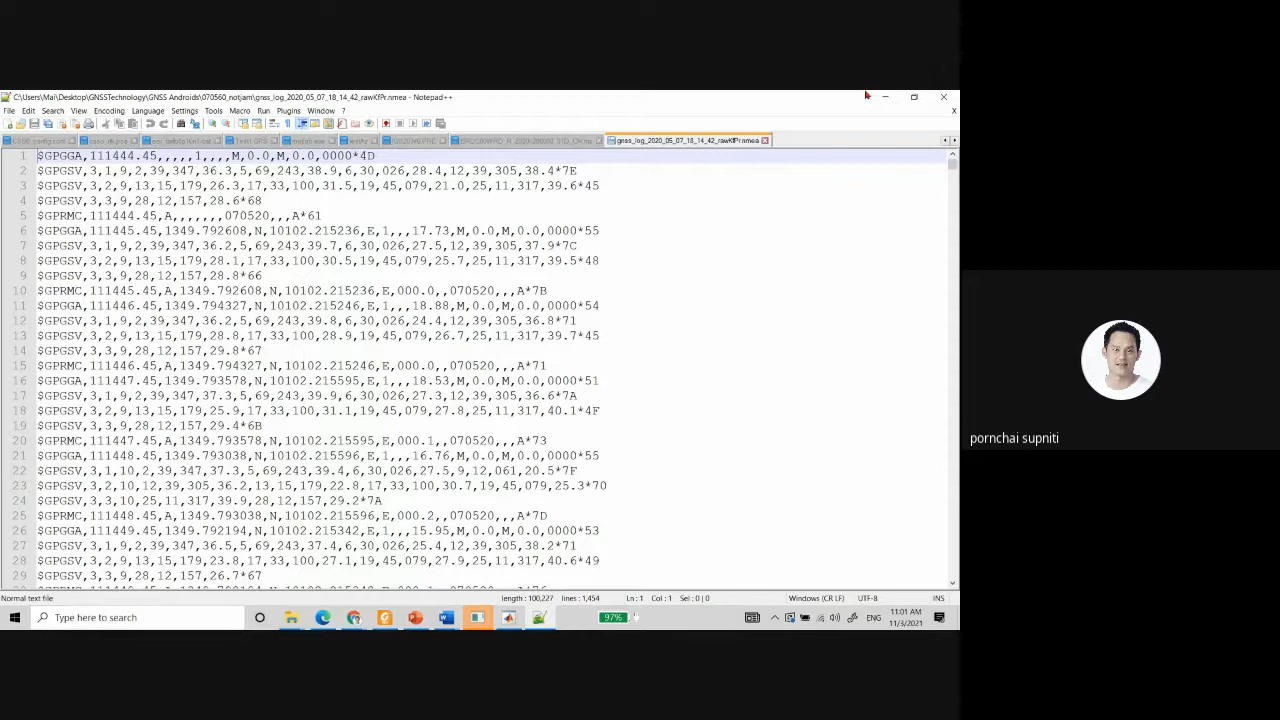 C:\Users\Mai\Desktop\GNSSTechnology\GNSS Androids\070560_notjam\gnss_log_2020_05_07_18_14_42_rawKfPr.nmea - Notepad++
File Edit Search View Encoding Language Settings Tools Macro Run Plugins Window ? X
gnss_log_2020_05_07_18_14_42_rawKfPr.nmea
1 $GPGGA,111444.45,,,,,1,,,,M,0.0,M,0.0,0000*4D
2 $GPGSV,3,1,9,2,39,347,36.3,5,69,243,38.9,6,30,026,28.4,12,39,305,38.4*7E
3 $GPGSV,3,2,9,13,15,179,26.3,17,33,100,31.5,19,45,079,21.0,25,11,317,39.6*45
4 $GPGSV,3,3,9,28,12,157,28.6*68
5 $GPRMC,111444.45,A,,,,,,,070520,,,A*61
6 $GPGGA,111445.45,1349.792608,N,10102.215236,E,1,,,17.73,M,0.0,M,0.0,0000*55
7 $GPGSV,3,1,9,2,39,347,36.2,5,69,243,39.7,6,30,026,27.5,12,39,305,37.9*7C
8 $GPGSV,3,2,9,13,15,179,28.1,17,33,100,30.5,19,45,079,25.7,25,11,317,39.5*48
9 $GPGSV,3,3,9,28,12,157,28.8*66
10 $GPRMC,111445.45,A,1349.792608,N,10102.215236,E,000.0,,070520,,,A*7B
11 $GPGGA,111446.45,1349.794327,N,10102.215246,E,1,,,18.88,M,0.0,M,0.0,0000*54
12 $GPGSV,3,1,9,2,39,347,36.2,5,69,243,39.8,6,30,026,24.4,12,39,305,36.8*71
13 $GPGSV,3,2,9,13,15,179,28.8,17,33,100,28.9,19,45,079,26.7,25,11,317,39.7*45
14 $GPGSV,3,3,9,28,12,157,29.8*67
15 $GPRMC,111446.45,A,1349.794327,N,10102.215246,E,000.0,,070520,,,A*71
16 $GPGGA,111447.45,1349.793578,N,10102.215595,E,1,,,18.53,M,0.0,M,0.0,0000*51
17 $GPGSV,3,1,9,2,39,347,37.3,5,69,243,39.9,6,30,026,27.3,12,39,305,36.6*7A
18 $GPGSV,3,2,9,13,15,179,25.9,17,33,100,31.1,19,45,079,27.8,25,11,317,40.1*4F
19 $GPGSV,3,3,9,28,12,157,29.4*6B
20 $GPRMC,111447.45,A,1349.793578,N,10102.215595,E,000.1,,070520,,,A*73
21 $GPGGA,111448.45,1349.793038,N,10102.215596,E,1,,,16.76,M,0.0,M,0.0,0000*55
22 $GPGSV,3,1,10,2,39,347,37.3,5,69,243,39.4,6,30,026,27.5,9,12,061,20.5*7F
23 $GPGSV,3,2,10,12,39,305,36.2,13,15,179,22.8,17,33,100,30.7,19,45,079,25.3*70
24 $GPGSV,3,3,10,25,11,317,39.9,28,12,157,29.2*7A
25 $GPRMC,111448.45,A,1349.793038,N,10102.215596,E,000.2,,070520,,,A*7D
26 $GPGGA,111449.45,1349.792194,N,10102.215342,E,1,,,15.95,M,0.0,M,0.0,0000*53
27 $GPGSV,3,1,9,2,39,347,36.5,5,69,243,37.4,6,30,026,25.4,12,39,305,38.2*71
28 $GPGSV,3,2,9,13,15,179,23.8,17,33,100,27.1,19,45,079,27.9,25,11,317,40.6*49
29 $GPGSV,3,3,9,28,12,157,26.7*67
Normal text file length : 100,227 lines : 1,454 Ln : 1 Col : 1 Sel : 0 | 0 Windows (CR LF) UTF-8 INS
Type here to search 97% ENG 11:01 AM
11/3/2021
pornchai supniti